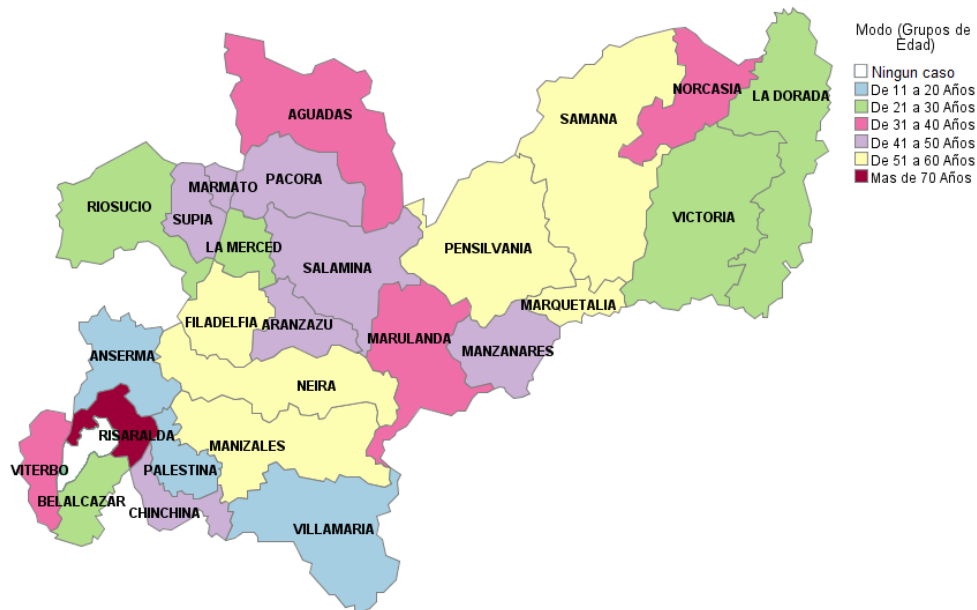 Modo (Grupos de
Edad)
Ningun caso
De 11 a 20 Años
De 21 a 30 Años
De 31 a 40 Años
De 41 a 50 Años
De 51 a 60 Años
Mas de 70 Años
AGUADAS
NORCASIA
LA DORADA
SAMANA
PACORA
MARMATO
RIOSUCIO
SUPIA
VICTORIA
LA MERCED
PENSILVANIA
SALAMINA
MARQUETALIA
FILADELFIA
ARANZAZU
MARULANDA
MANZANARES
ANSERMA
NEIRA
RISARALDA
MANIZALES
VITERBO
PALESTINA
BELALCAZAR
CHINCHINA
VILLAMARIA